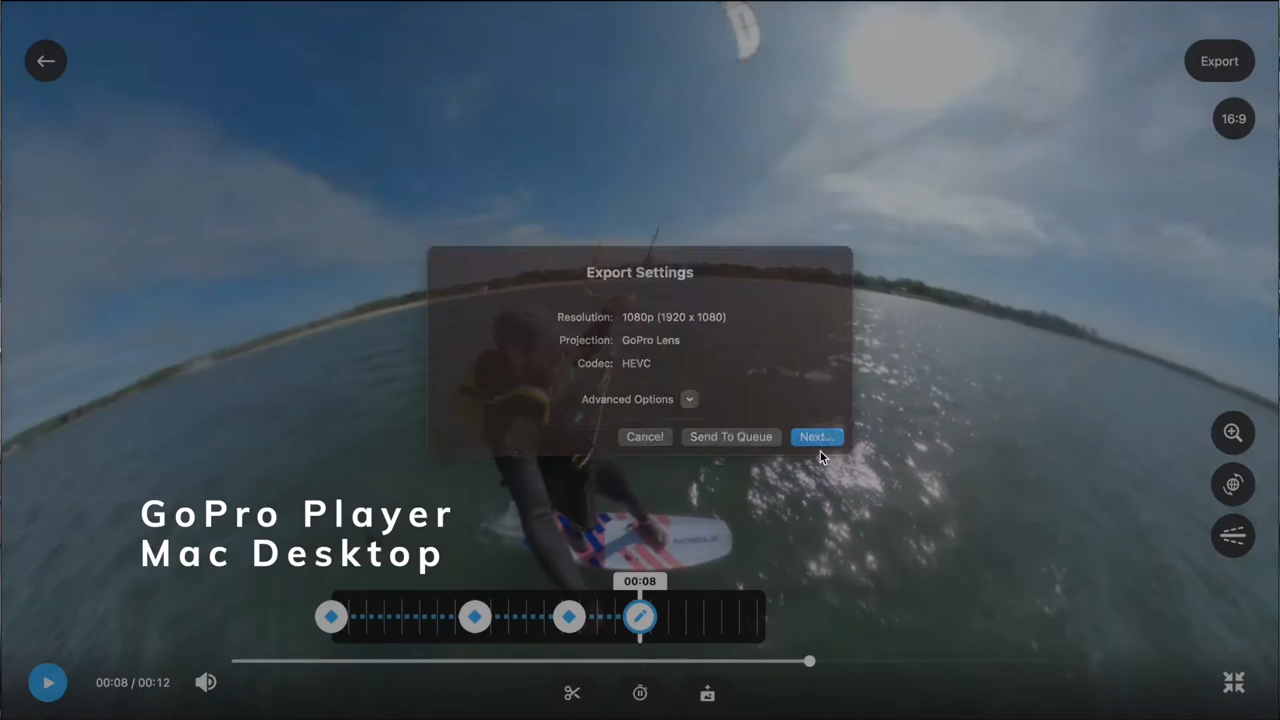 Export
16:9
Export Settings
Resolution: 1080p (1920 x 1080)
Projection: GoPro Lens
Codec: HEVC
Advanced Options
Cancel Send To Queue Next...
GoPro Player
Mac Desktop
NOBILE
00:08
00:08 / 00:12